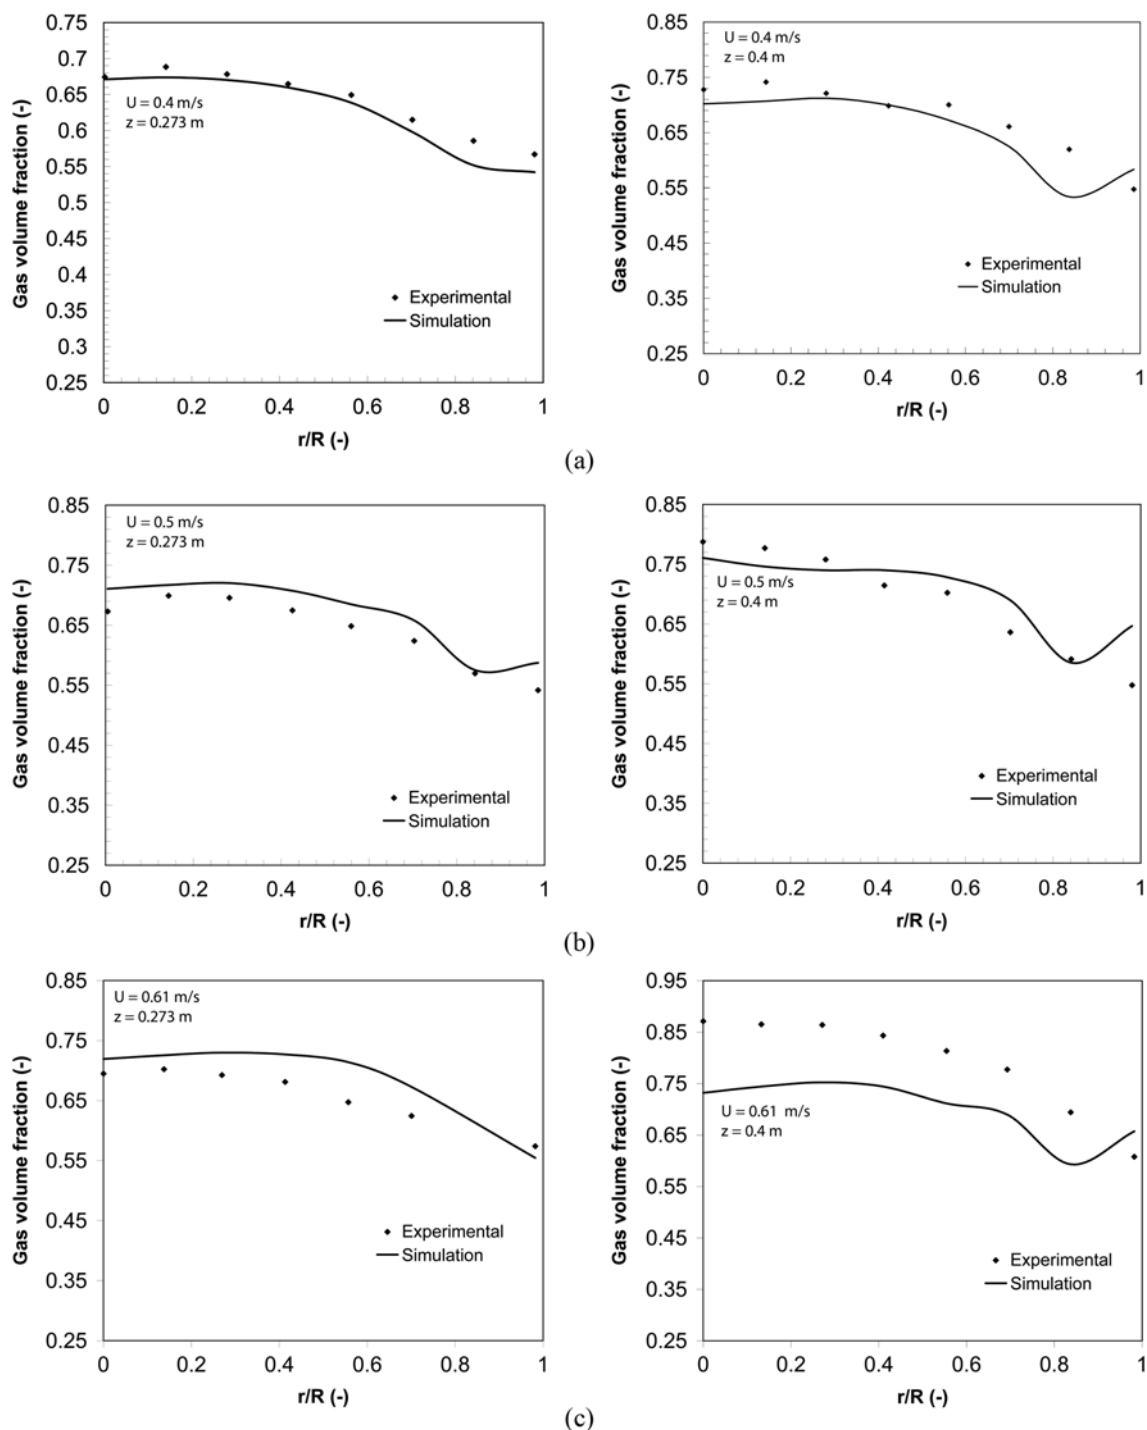 0.75
0.7
0.65
0.6
0.55
0.5
0.45
0.4
0.35
0.3
0.25
Gas volume fraction (-)
U = 0.4 m/s
z = 0.273 m
Experimental
Simulation
0 0.2 0.4 0.6 0.8 1
r/R (-)
0.85
0.75
0.65
0.55
0.45
0.35
0.25
Gas volume fraction (-)
U = 0.4 m/s
z = 0.4 m
Experimental
Simulation
0 0.2 0.4 0.6 0.8 1
r/R (-)
(a)
0.85
0.75
0.65
0.55
0.45
0.35
0.25
Gas volume fraction (-)
U = 0.5 m/s
z = 0.273 m
Experimental
Simulation
0 0.2 0.4 0.6 0.8 1
r/R (-)
0.85
0.75
0.65
0.55
0.45
0.35
0.25
Gas volume fraction (-)
U = 0.5 m/s
z = 0.4 m
Experimental
Simulation
0 0.2 0.4 0.6 0.8 1
r/R (-)
(b)
0.85
0.75
0.65
0.55
0.45
0.35
0.25
Gas volume fraction (-)
U = 0.61 m/s
z = 0.273 m
Experimental
Simulation
0 0.2 0.4 0.6 0.8 1
r/R (-)
0.95
0.85
0.75
0.65
0.55
0.45
0.35
0.25
Gas volume fraction (-)
U = 0.61 m/s
z = 0.4 m
Experimental
Simulation
0 0.2 0.4 0.6 0.8 1
r/R (-)
(c)